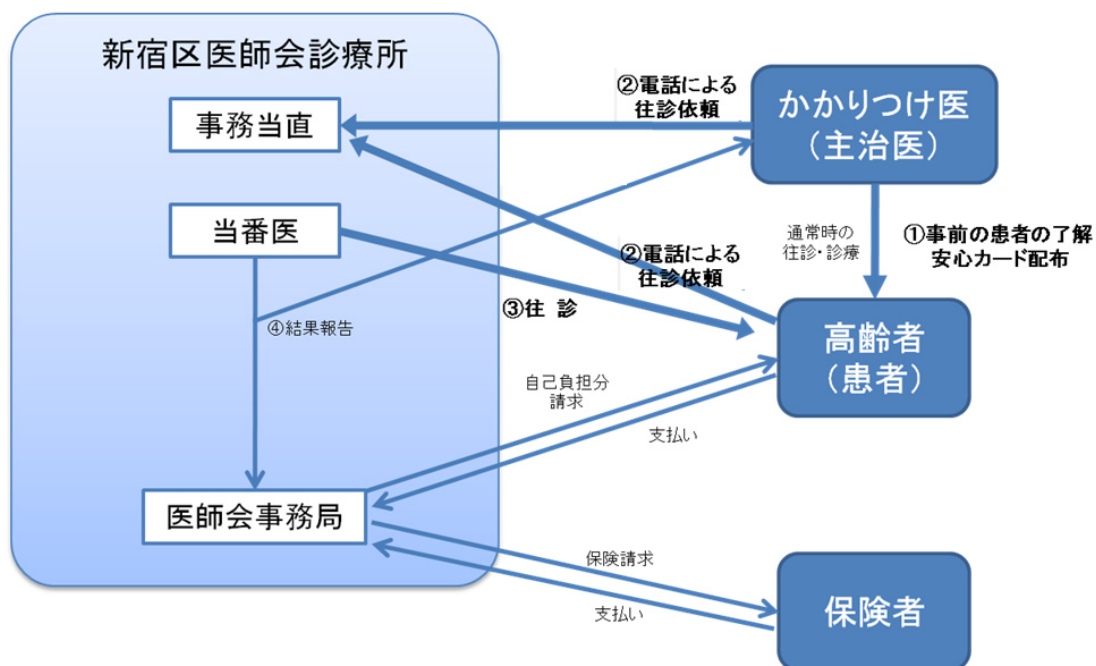 新宿区医師会診療所
事務当直
②電話による
往診依頼
かかりつけ医
(主治医)
当番医
通常時の
往診・診療
①事前の患者の了解
安心カード配布
②電話による
往診依頼
③往 診
④結果報告
高齢者
(患者)
自己負担分
請求
支払い
医師会事務局
保険請求
支払い
保険者